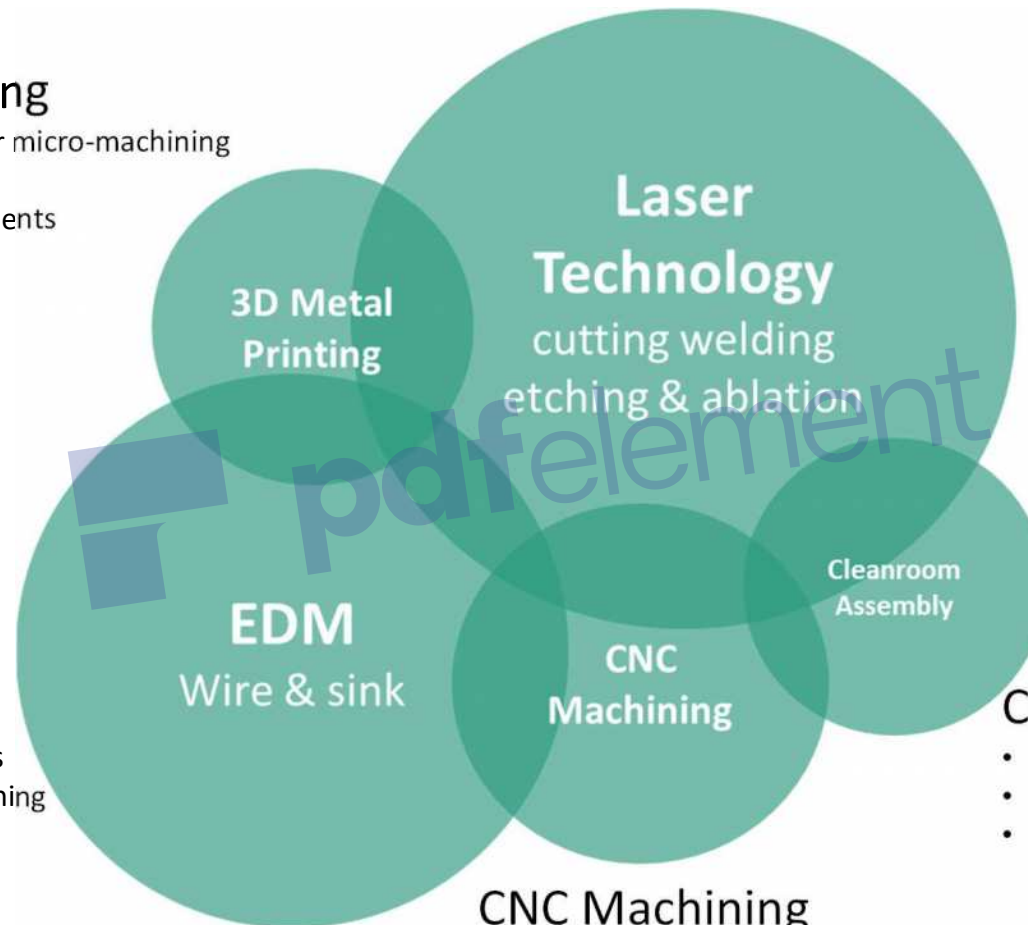 ng
r micro-machining
ents
Laser
Technology
cutting welding
etching & ablation
3D Metal
Printing
pdfelement
Cleanroom
Assembly
EDM
Wire & sink
CNC
Machining
C
s
ning
•
•
•
CNC Machining